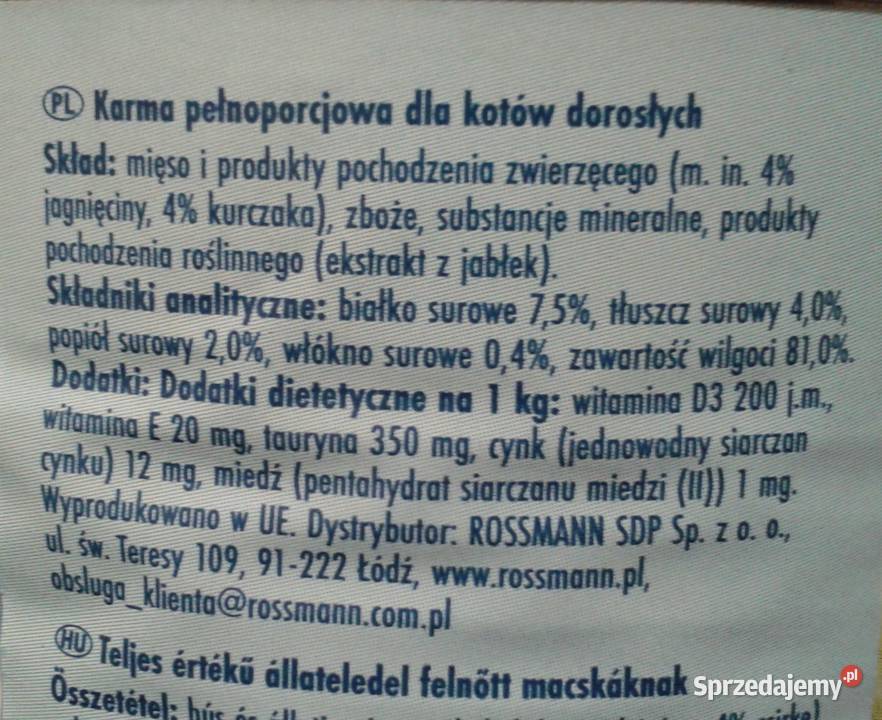 PL Karma pełnoporcjowa dla kotów dorosłych
Skład: mięso i produkty pochodzenia zwierzęcego (m. in. 4%
jagnięciny, 4% kurczaka), zboże, substancje mineralne, produkty
pochodzenia roślinnego (ekstrakt z jabłek).
Składniki analityczne: białko surowe 7,5%, tłuszcz surowy 4,0%,
popiół surowy 2,0%, włókno surowe 0,4%, zawartość wilgoci 81,0%.
Dodatki: Dodatki dietetyczne na 1 kg: witamina D3 200 j.m.,
witamina E 20 mg, tauryna 350 mg, cynk (jednowodny siarczan
cynku) 12 mg, miedź (pentahydrat siarczanu miedzi (II)) 1 mg.
Wyprodukowano w UE. Dystrybutor: ROSSMANN SDP Sp. z o. o.,
ul. św. Teresy 109, 91-222 Łódź, www.rossmann.pl,
obsluga_klienta@rossmann.com.pl
HU Teljes értékű állateledel felnőtt macskáknak
Összetétel: hús és
Sprzedajemy.pl